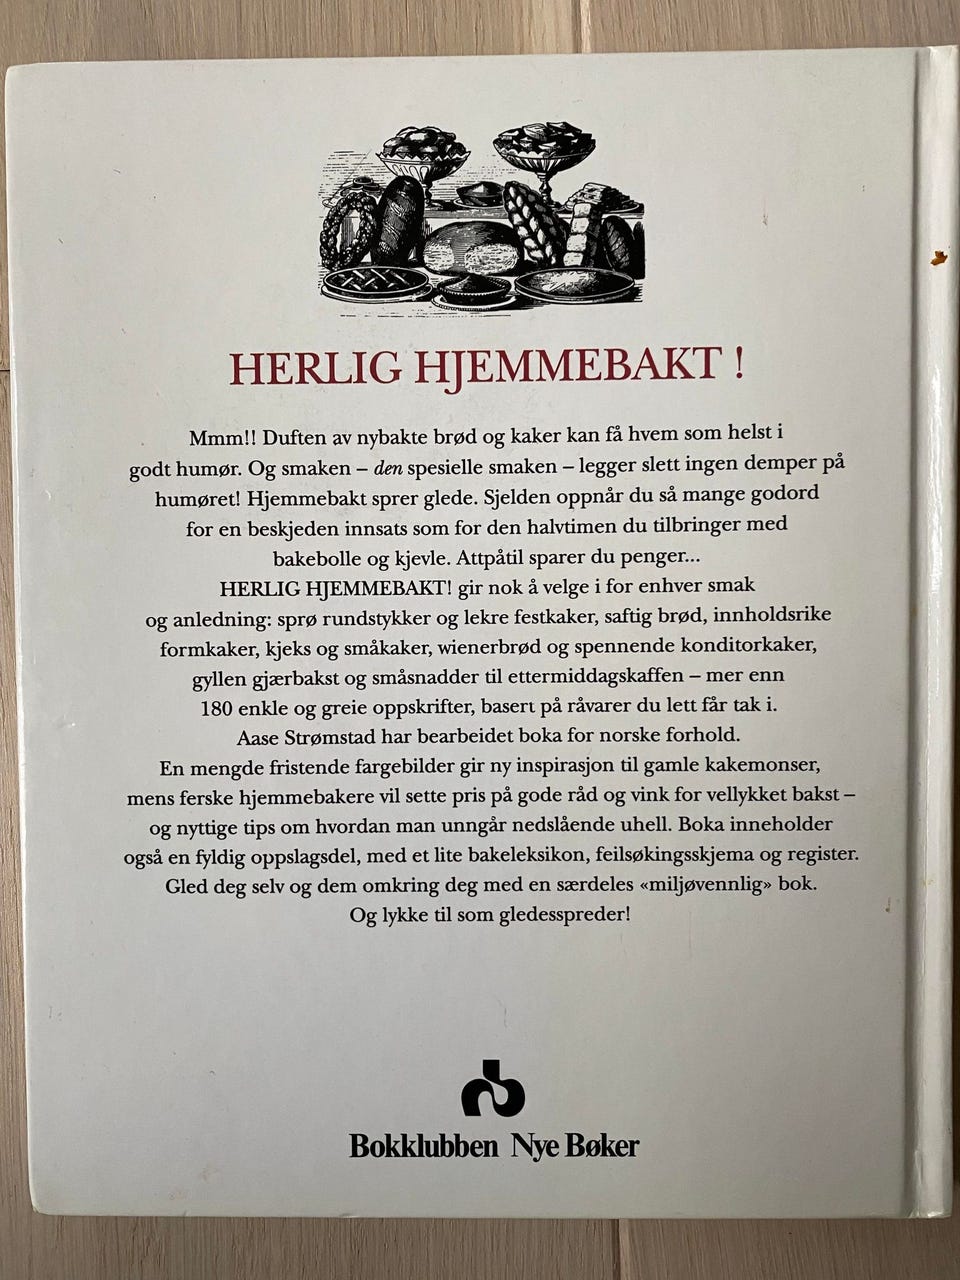 HERLIG HJEMMEBAKT !
Mmm!! Duften av nybakte brød og kaker kan få hvem som helst i
godt humør. Og smaken – den spesielle smaken – legger slett ingen demper på
humøret! Hjemmebakt sprer glede. Sjelden oppnår du så mange godord
for en beskjeden innsats som for den halvtimen du tilbringer med
bakebolle og kjevle. Attpåtil sparer du penger...
HERLIG HJEMMEBAKT! gir nok å velge i for enhver smak
og anledning: sprø rundstykker og lekre festkaker, saftig brød, innholdsrike
formkaker, kjeks og småkaker, wienerbrød og spennende konditorkaker,
gyllen gjærbakst og småsnadder til ettermiddagskaffen – mer enn
180 enkle og greie oppskrifter, basert på råvarer du lett får tak i.
Aase Strømstad har bearbeidet boka for norske forhold.
En mengde fristende fargebilder gir ny inspirasjon til gamle kakemonser,
mens ferske hjemmebakere vil sette pris på gode råd og vink for vellykket bakst –
og nyttige tips om hvordan man unngår nedslående uhell. Boka inneholder
også en fyldig oppslagsdel, med et lite bakeleksikon, feilsøkingsskjema og register.
Gled deg selv og dem omkring deg med en særdeles «miljøvennlig» bok.
Og lykke til som gledesspreder!
nb
Bokklubben Nye Bøker